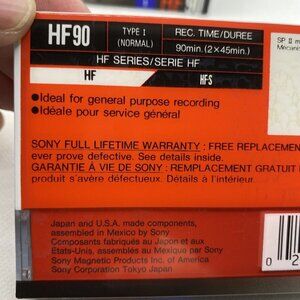 HF90
TYPE I
(NORMAL)
REC. TIME/DUREE
90min. (2×45min.)
SP II m
Mécanis
HF SERIES/SERIE HF
HF
HFS
●Ideal for general purpose recording
●Idéale pour service général
SONY FULL LIFETIME WARRANTY : FREE REPLACEMEN
ever prove defective. See details inside.
GARANTIE A VIE DE SONY : REMPLACEMENT GRATUIT
produit s'avère défectueux. Détails à l'intérieur.
Japan and U.S.A. made components,
assembled in Mexico by Sony
Composants fabriqués au Japon et aux
Etats-Unis, assemblés au Mexique par Sony
Sony Magnetic Products Inc. of America
Sony Corporation Tokyo Japan
0